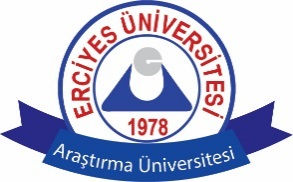 ERCİYES ÜNİVERSİTESİ
1978
Araştırma Üniversitesi